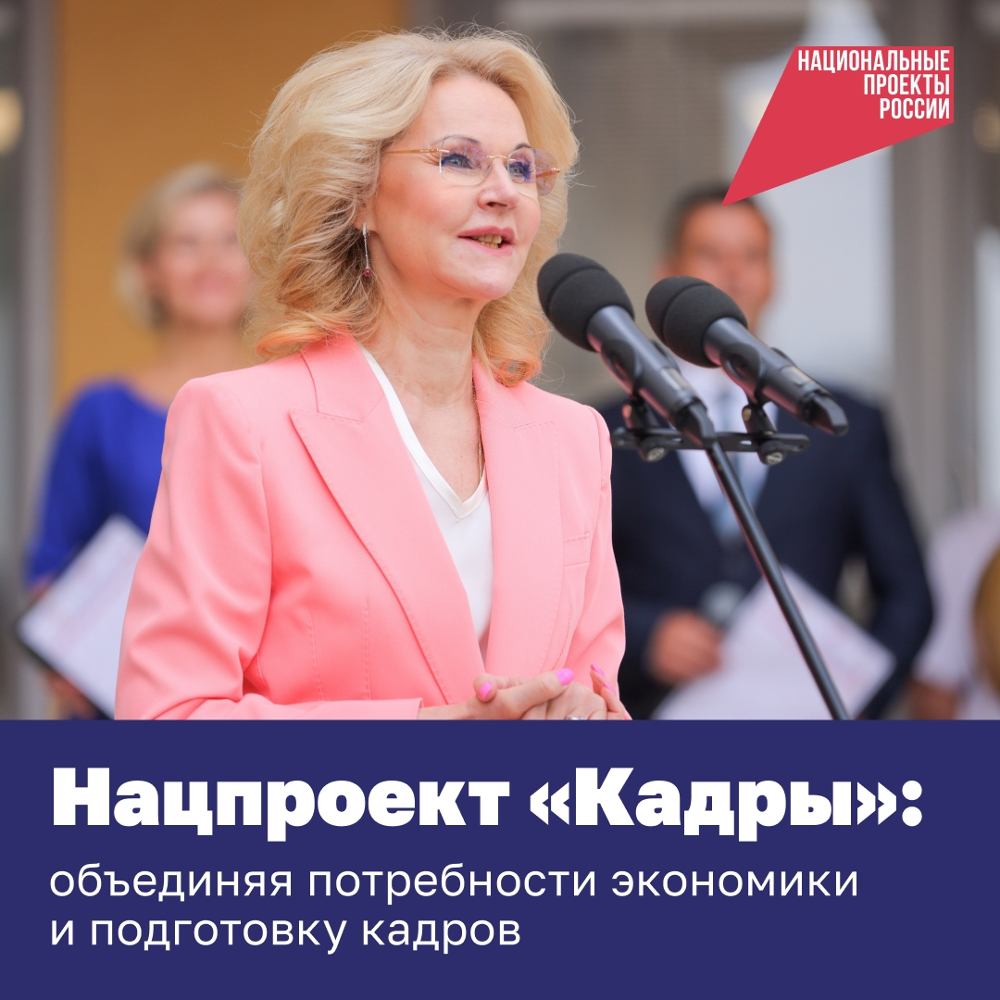 НАЦИОНАЛЬНЫЕ
ПРОЕКТЫ
РОССИИ
Нацпроект «Кадры»:
объединяя потребности экономики
и подготовку кадров